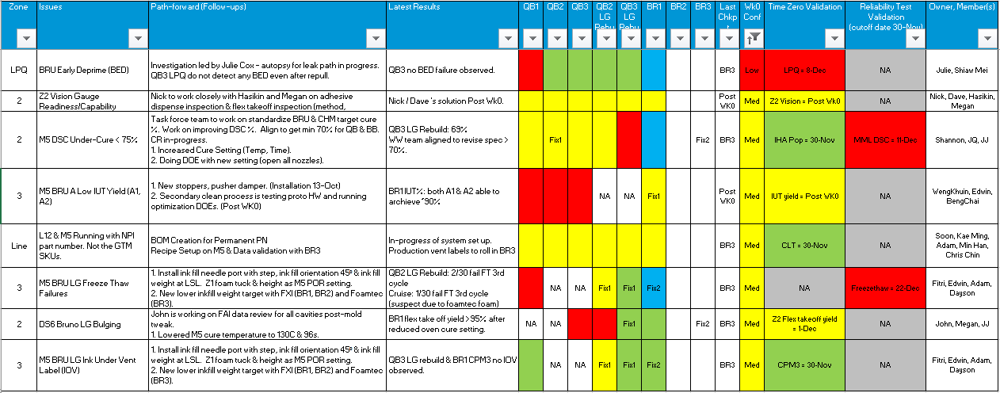 Zone Issues Path-forward (Follow-ups) Latest Results QB1 QB2 QB3 QB2 LG Rebu QB3 LG Rebu BR1 BR2 BR3 Last Chkp t Wk0 Conf Time Zero Validation Reliability Test Validation (cutoff date 30-Nov) Owner, Member(s)
LPQ
BRU Early Deprime (BED)
Investigation led by Julie Cox - autopsy for leak path in progress.
QB3 LPQ do not detect any BED even after repull.
QB3 no BED failure observed.
BR3
Low
LPQ = 8-Dec
NA
Julie, Shiaw Mei
2
Z2 Vision Gauge
Readiness/Capability
Nick to work closely with Hasikin and Megan on adhesive
dispense inspection & flex takeoff inspection (method,
Nick / Dave's solution Post Wk0.
Post
WK0
Med
Z2 Vision = Post Wk0
NA
Nick, Dave, Hasikin,
Megan
2
M5 DSC Under-Cure < 75%
Task force team to work on standardize BRU & CHM target cure
%. Work on improving DSC %. Align to get min 70% for QB & BB.
CR in-progress.
1. Increased Cure Setting (Temp, Time).
2. Doing DOE with new setting (open all nozzles).
QB3 LG Rebuild: 69%
WW team aligned to revise spec >
70%.
Fix1
Fix2
BR3
Med
IHA Pop = 30-Nov
MML DSC = 11-Dec
Shannon, JQ, JJ
3
M5 BRU A Low IUT Yield (A1,
A2)
1. New stoppers, pusher damper. (Installation 13-Oct)
2. Secondary clean process is testing proto HW and running
optimization DOEs. (Post WK0)
BR1 IUT%: both A1 & A2 able to
archieve ~90%
NA
NA
Fix1
Post
WK0
Med
IUT yield = Post WK0
NA
WengKhuin, Edwin,
BengChai
Line
L12 & M5 Running with NPI
part number. Not the GTM
SKUs.
BOM Creation for Permanent PN
Recipe Setup on M5 & Data validation with BR3
In-progress of system set up.
Production vent labels to roll in BR3
BR3
Med
CLT = 30-Nov
NA
Soon, Kae Ming,
Adam, Min Han,
Chris Chin
3
M5 BRU LG Freeze Thaw
Failures
1. Install ink fill needle port with step, ink fill orientation 45º & ink fill
weight at LSL. Z1 foam tuck & height as M5 POR setting.
2. New lower inkfill weight target with FXI (BR1, BR2) and Foamtec
(BR3).
QB2 LG Rebuild: 2/30 fail FT 3rd
cycle
Cruise: 1/30 fail FT 3rd cycle
(suspect due to foamtec foam)
NA
NA
Fix1
Fix1
Fix2
BR3
Med
NA
Freezethaw = 22-Dec
Fitri, Edwin, Adam,
Dayson
2
DS6 Bruno LG Bulging
John is working on FAI data review for all cavities post-mold
tweak.
1. Lowered M5 cure temperature to 130C & 96s.
BR1 flex take off yield >95% after
reduced oven cure setting.
NA
NA
Fix1
Fix2
BR3
Med
Z2 Flex takeoff yield
= 1-Dec
NA
John, Megan, JJ
3
M5 BRU LG Ink Under Vent
Label (IOV)
1. Install ink fill needle port with step, ink fill orientation 45º & ink fill
weight at LSL. Z1 foam tuck & height as M5 POR setting.
2. New lower inkfill weight target with FXI (BR1, BR2) and Foamtec
(BR3).
QB3 LG rebuild & BR1 CPM3 no IOV
observed.
NA
NA
Fix1
Fix1
Fix2
BR3
Med
CPM3 = 30-Nov
NA
Fitri, Edwin, Adam,
Dayson